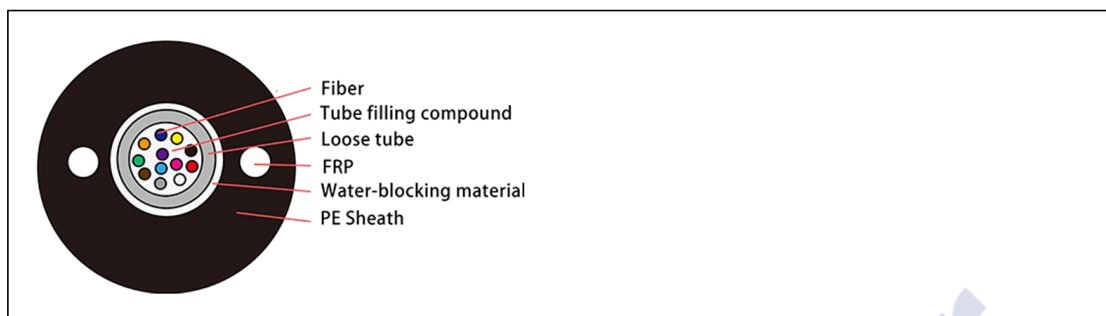 Fiber
Tube filling compound
Loose tube
FRP
Water-blocking material
PE Sheath